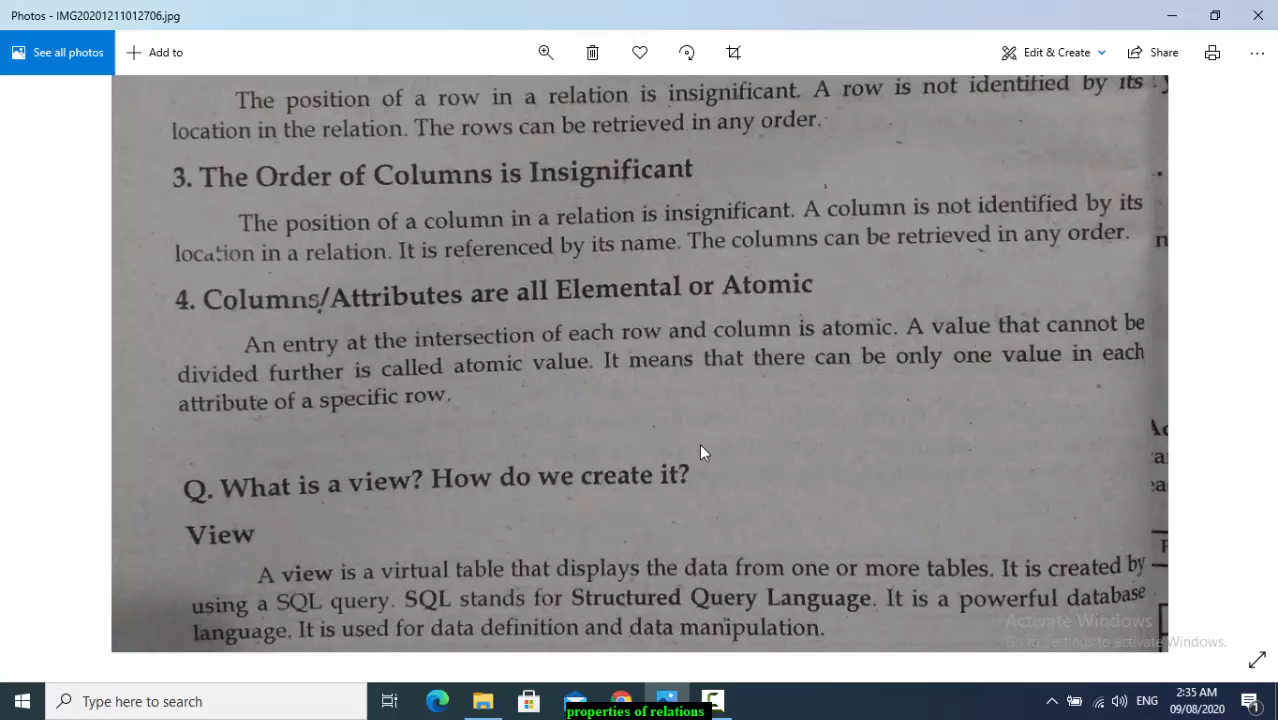 Photos - IMG20201211012706.jpg
See all photos
Add to
Edit & Create
Share
The position of a row in a relation is insignificant. A row is not identified by its
location in the relation. The rows can be retrieved in any order.
3. The Order of Columns is Insignificant
The position of a column in a relation is insignificant. A column is not identified by its
location in a relation. It is referenced by its name. The columns can be retrieved in any order.
4. Columns/Attributes are all Elemental or Atomic
An entry at the intersection of each row and column is atomic. A value that cannot be
divided further is called atomic value. It means that there can be only one value in each
attribute of a specific row.
Q. What is a view? How do we create it?
View
A view is a virtual table that displays the data from one or more tables. It is created by
using a SQL query. SQL stands for Structured Query Language. It is a powerful database
language. It is used for data definition and data manipulation.
Activate Windows
Go to Settings to activate Windows.
Type here to search
ENG
2:35 AM
09/08/2020
1
properties of relations